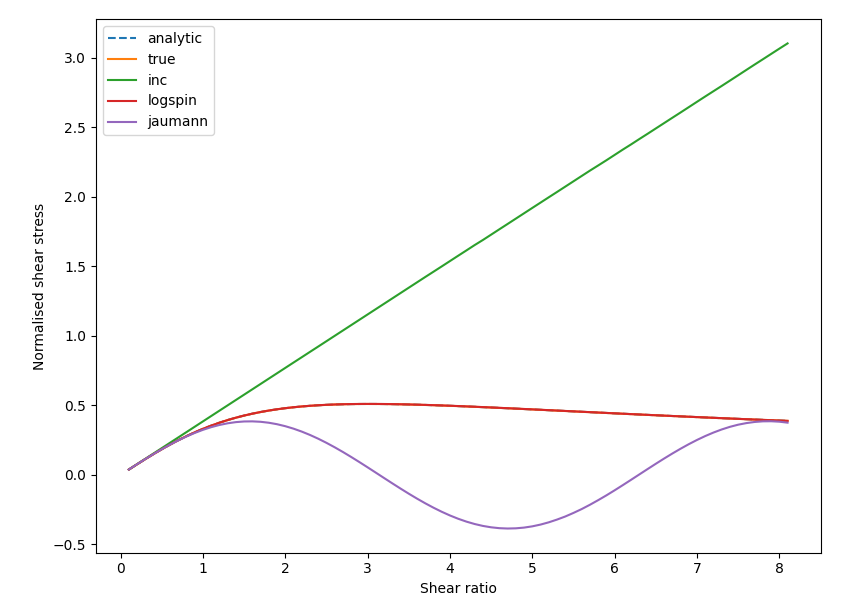 analytic
true
inc
logspin
jaumann
3.0
2.5
2.0
1.5
1.0
0.5
0.0
−0.5
Normalised shear stress
0 1 2 3 4 5 6 7 8
Shear ratio